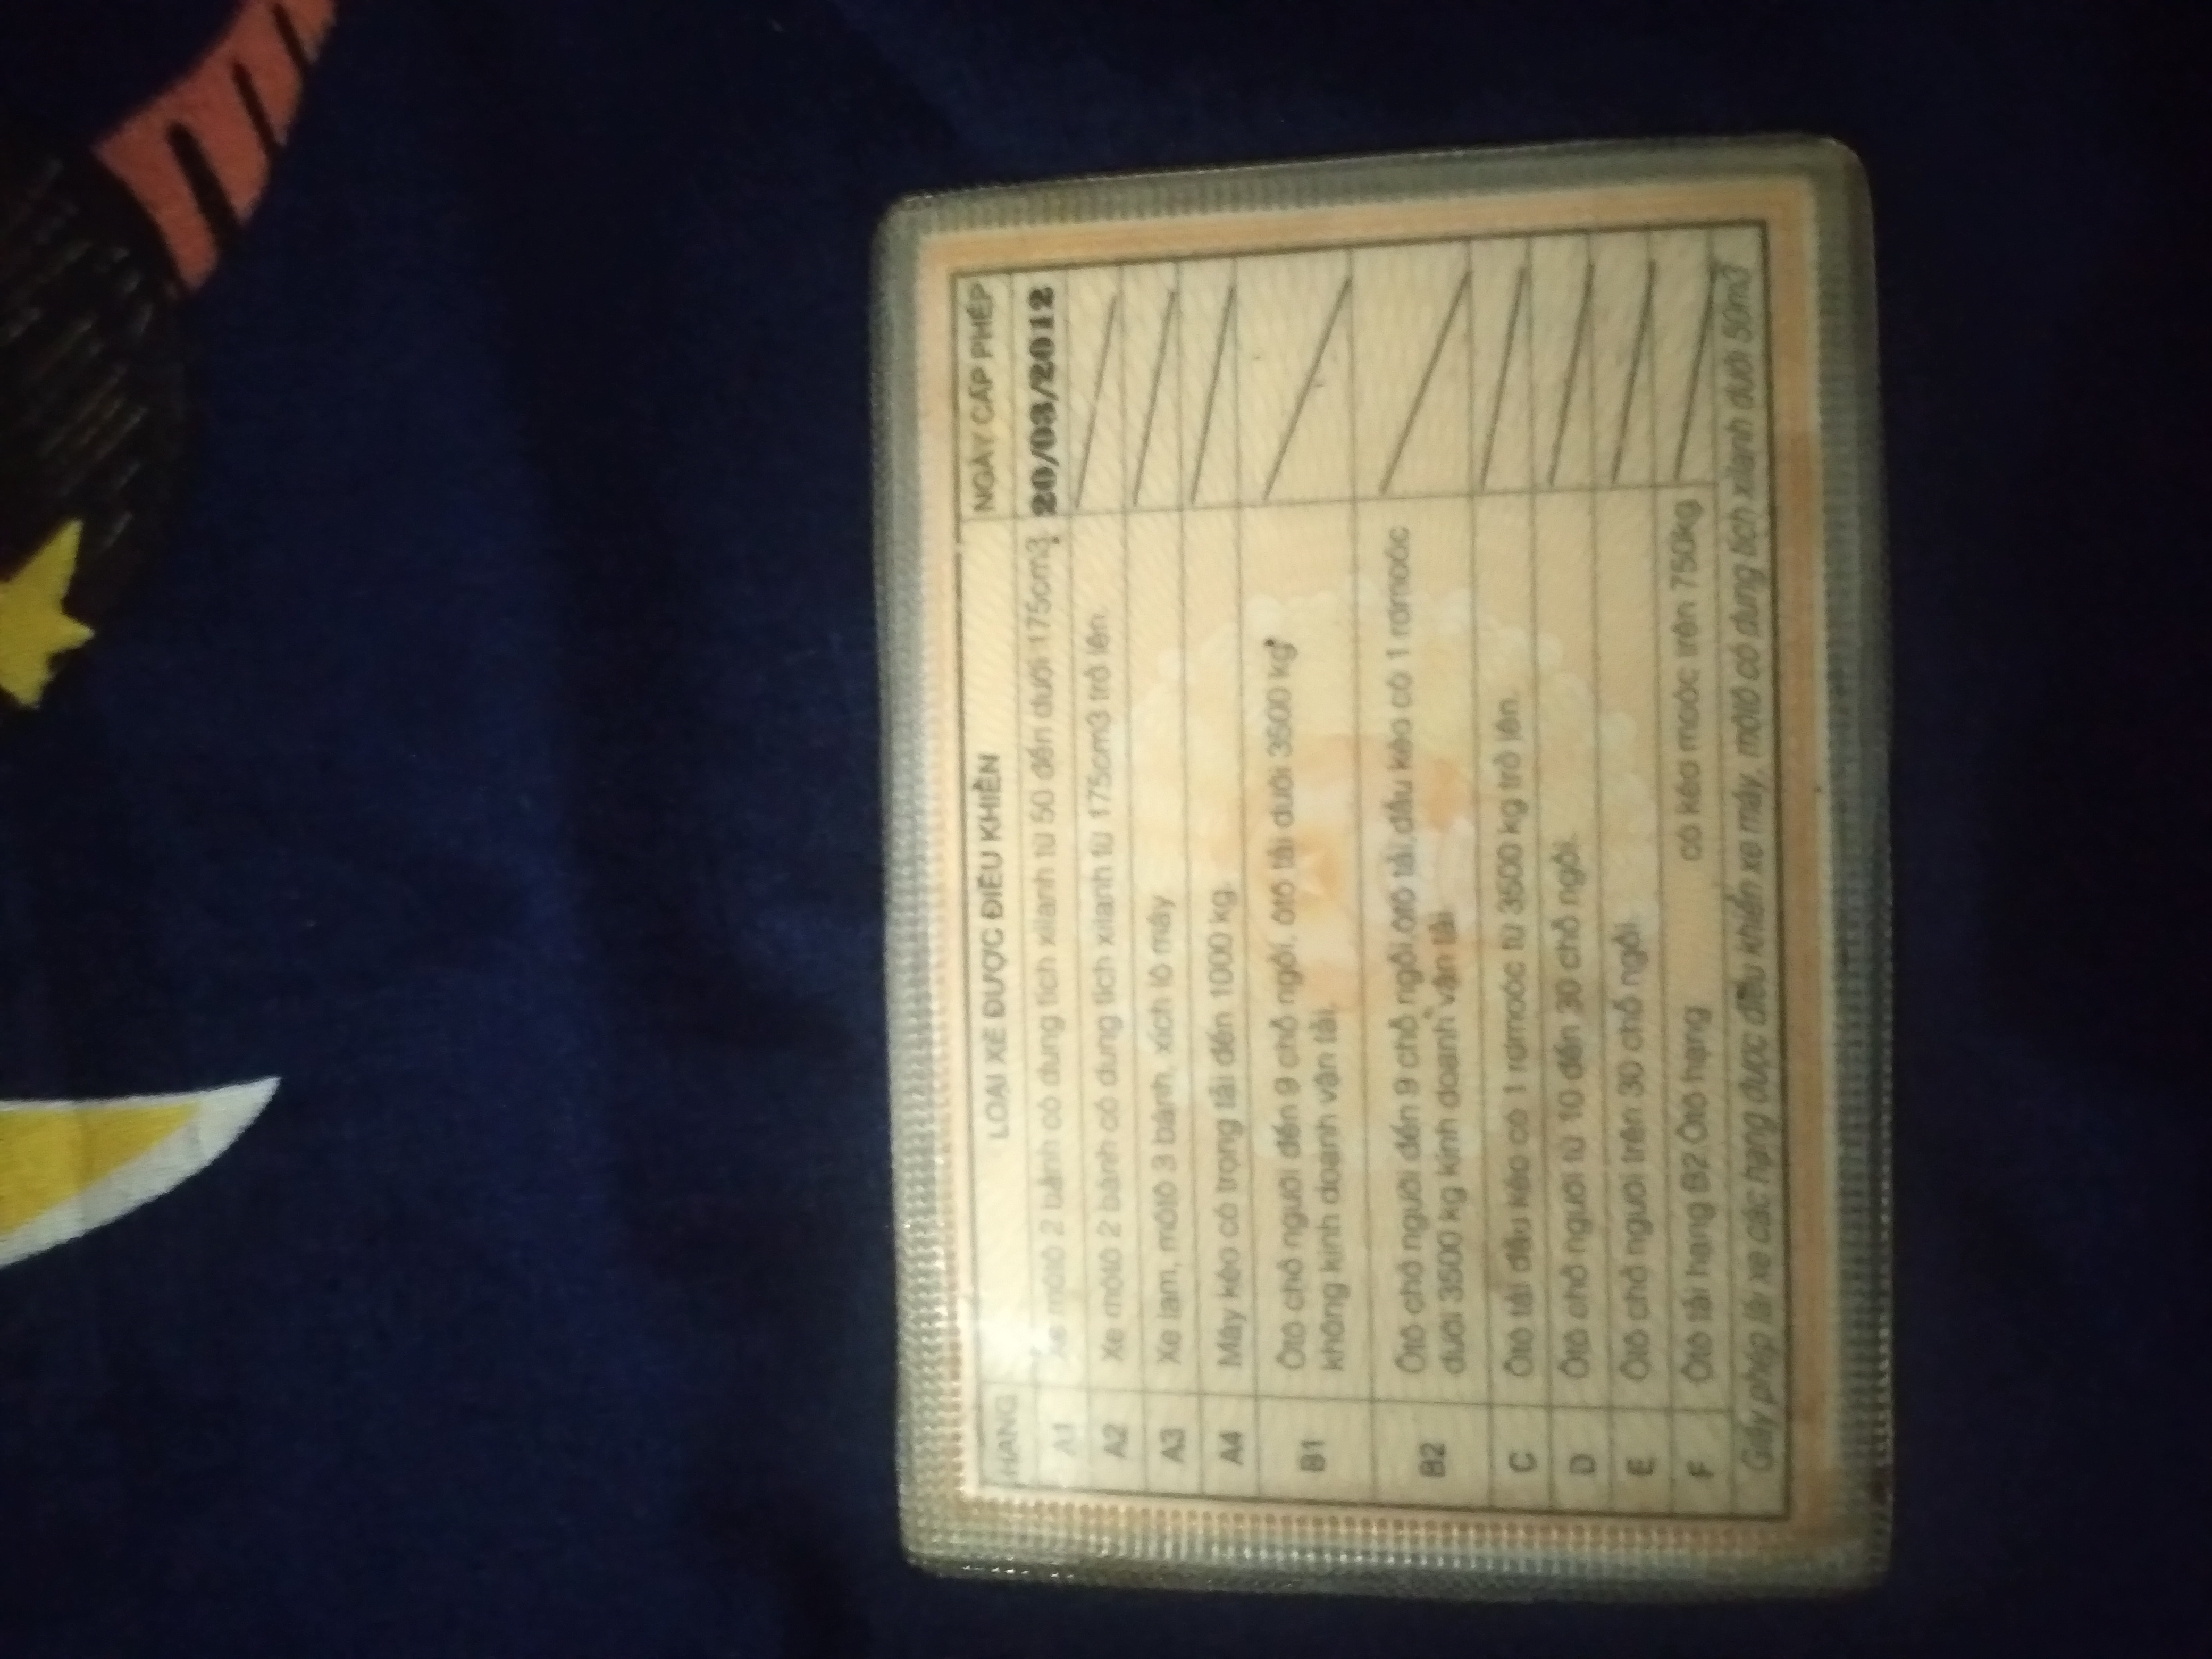 HẠNG LOẠI XE ĐƯỢC ĐIỀU KHIỂN NGÀY CẤP PHÉP
A1 Xe môtô 2 bánh có dung tích xilanh từ 50 đến dưới 175cm3 20/03/2012
A2 Xe môtô 2 bánh có dung tích xilanh từ 175cm3 trở lên.
A3 Xe lam, môtô 3 bánh, xích lô máy
A4 Máy kéo có trọng tải đến 1000 kg.
B1 Ôtô chở người đến 9 chỗ ngồi, ôtô tải dưới 3500 kg
không kinh doanh vận tải.
B2 Ôtô chở người đến 9 chỗ ngồi,ôtô tải,đầu kéo có 1 rơmoóc
dưới 3500 kg kinh doanh vận tải
C Ôtô tải đầu kéo có 1 rơmoóc từ 3500 kg trở lên.
D Ôtô chở người từ 10 đến 30 chỗ ngồi.
E Ôtô chở người trên 30 chỗ ngồi.
F Ôtô tải hạng B2 Ôtô hạng có kéo moóc trên 750kg
Giấy phép lái xe các hạng được điều khiển xe máy, môtô có dung tích xilanh dưới 50m3